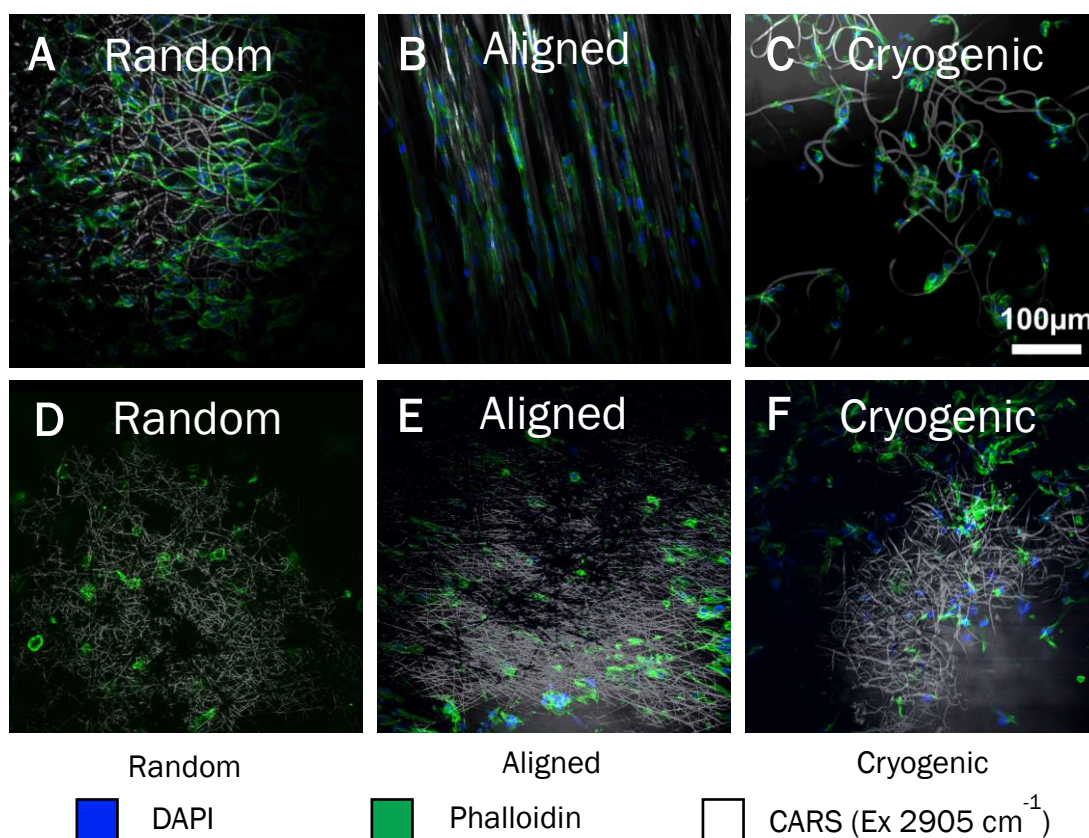 A Random
B Aligned
C Cryogenic
100µm
D Random
E Aligned
F Cryogenic
Random Aligned Cryogenic
DAPI Phalloidin CARS (Ex 2905 cm⁻¹)